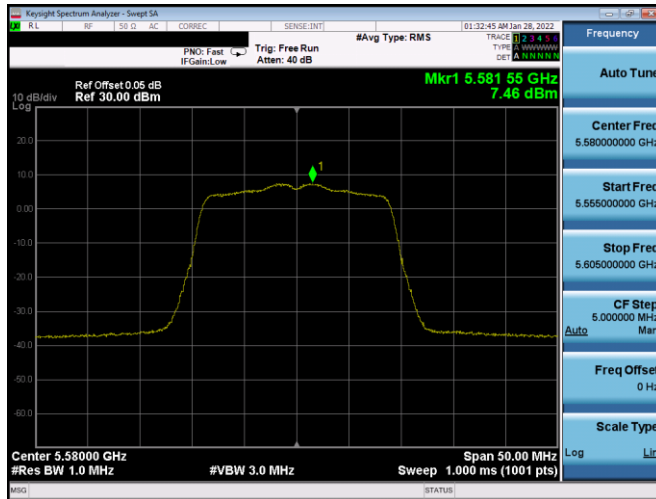 Keysight Spectrum Analyzer - Swept SA
RL RF 50 Ω AC CORREC SENSE:INT 01:32:45 AM Jan 28, 2022
#Avg Type: RMS
TRACE 1 2 3 4 5 6
PNO: Fast Trig: Free Run TYPE A WWWWW
IFGain:Low Atten: 40 dB DET A N N N N N
Mkr1 5.581 55 GHz
7.46 dBm
Ref Offset 0.05 dB
10 dB/div Ref 30.00 dBm
Log
1
20.0
10.0
0.00
-10.0
-20.0
-30.0
-40.0
-50.0
-60.0
Center 5.58000 GHz Span 50.00 MHz
#Res BW 1.0 MHz #VBW 3.0 MHz Sweep 1.000 ms (1001 pts)
MSG STATUS
Frequency
Auto Tune
Center Freq
5.580000000 GHz
Start Freq
5.555000000 GHz
Stop Freq
5.605000000 GHz
CF Step
5.000000 MHz
Auto Man
Freq Offset
0 Hz
Scale Type
Log Lin